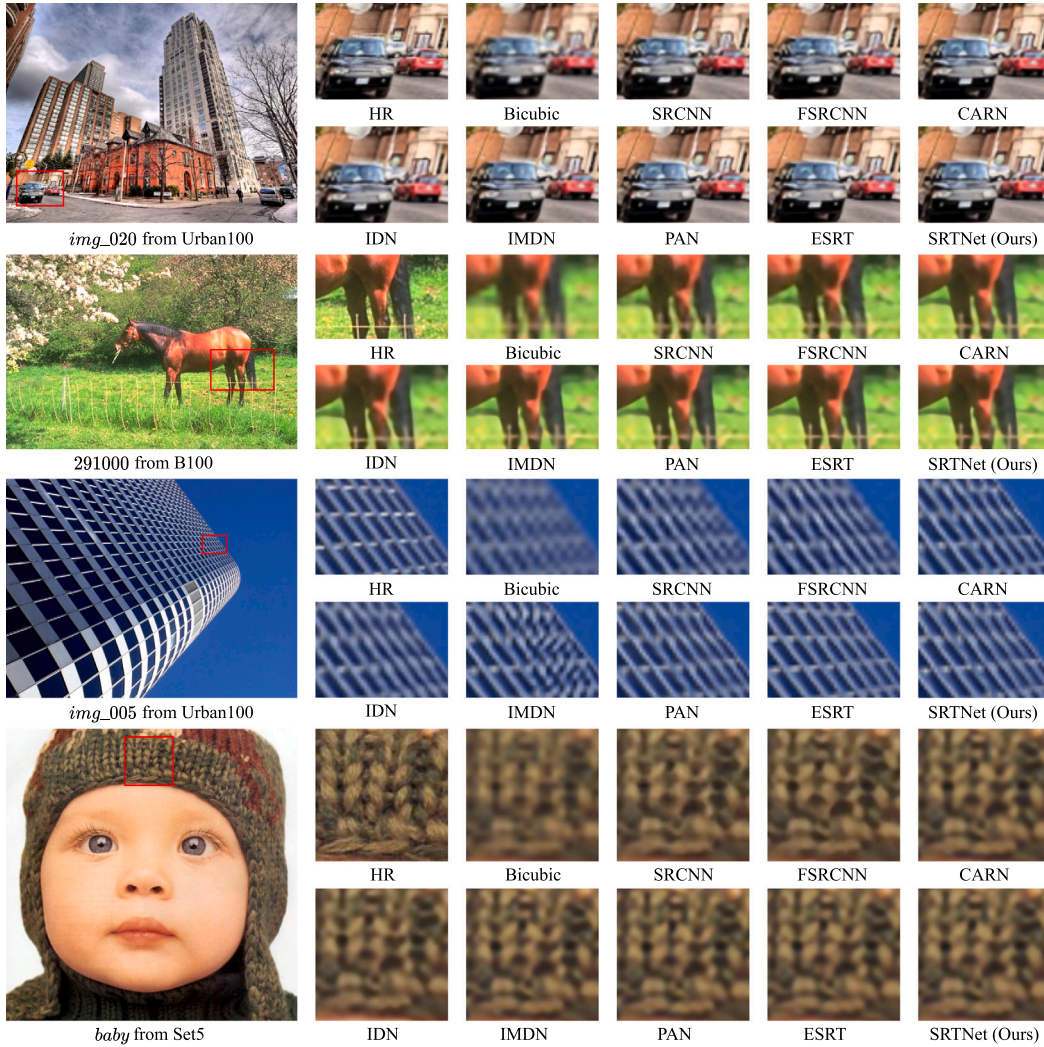 HR Bicubic SRCNN FSRCNN CARN
IDN IMDN PAN ESRT SRTNet (Ours)
img_020 from Urban100
HR Bicubic SRCNN FSRCNN CARN
IDN IMDN PAN ESRT SRTNet (Ours)
291000 from B100
HR Bicubic SRCNN FSRCNN CARN
IDN IMDN PAN ESRT SRTNet (Ours)
img_005 from Urban100
HR Bicubic SRCNN FSRCNN CARN
IDN IMDN PAN ESRT SRTNet (Ours)
baby from Set5